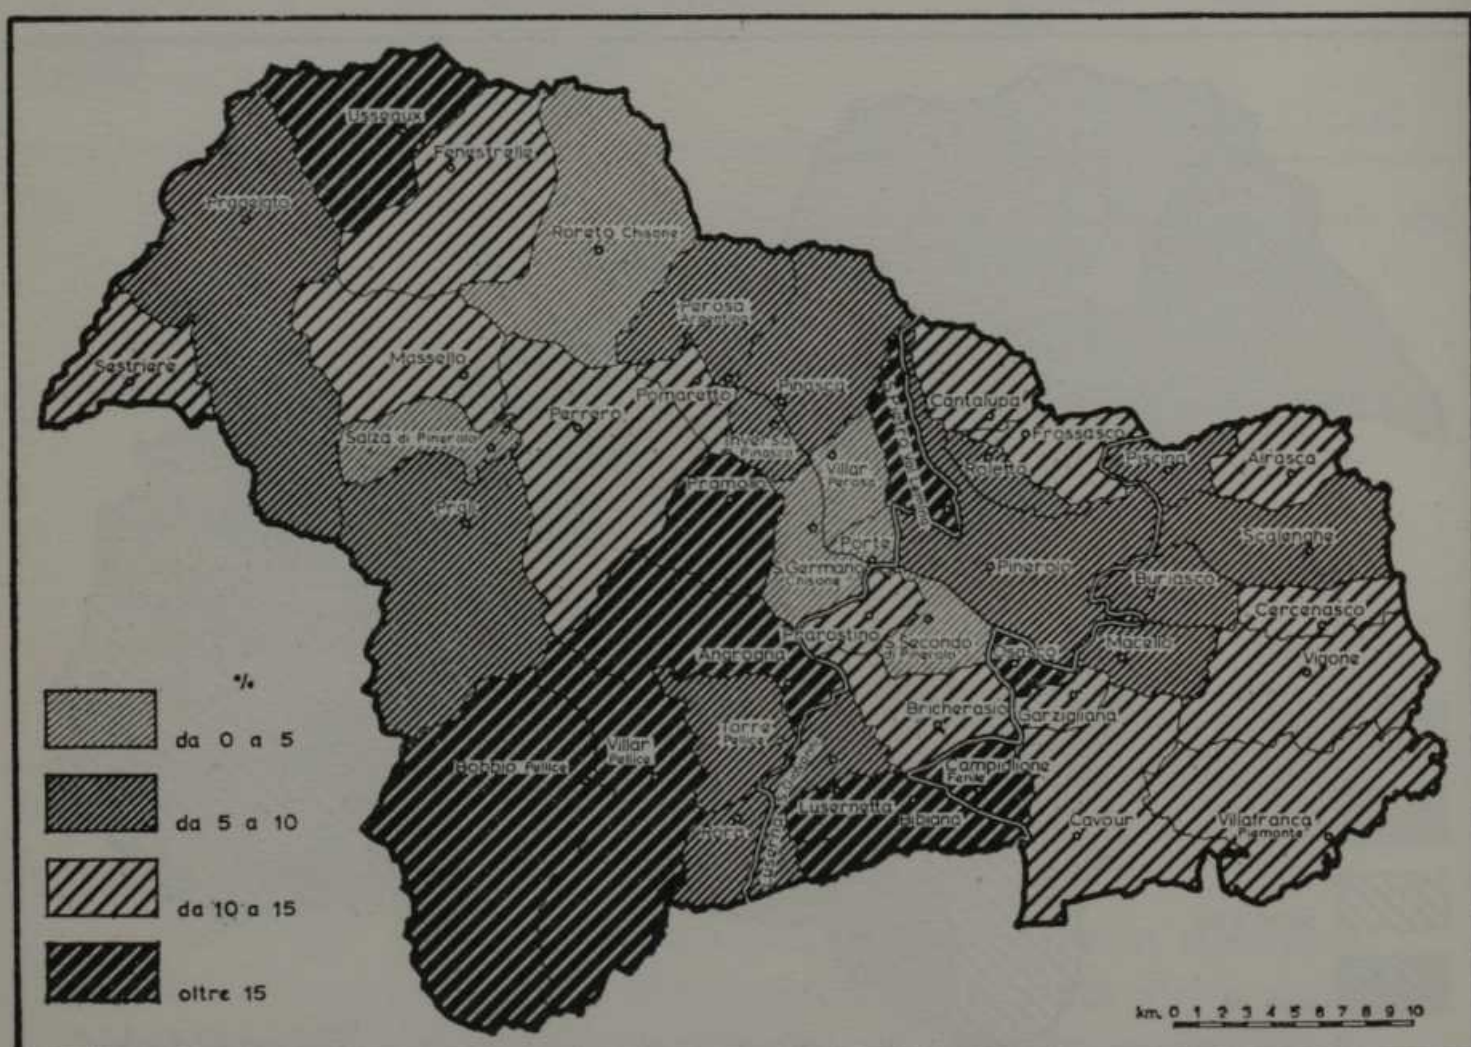 Usseaux
Fenestrelle
Pragelato
Roreto Chisone
Perosa
Argentina
Sestriere
Massello
Pomaretto
Pinasca
Cantalupa
Perrero
Frossasco
Salza di Pinerolo
Inverso
Pinasca
Villar
Perosa
S. Pietro Val Lemina
Roletto
Piscina
Airasca
Pramollo
Prali
Porte
Scalenghe
S. Germano
Chisone
Pinerolo
Buriasco
Cercenasco
Prarostino
S. Secondo
di Pinerolo
Osasco
Macello
Angrogna
Vigone
Bricherasio
Garzigliana
Torre
Pellice
Villar
Pellice
Bobbio Pellice
Campiglione
Fenile
Luserna S. Giovanni
Lusernetta
Bibiana
Rorà
Cavour
Villafranca
Piemonte
%
da 0 a 5
da 5 a 10
da 10 a 15
oltre 15
km. 0 1 2 3 4 5 6 7 8 9 10